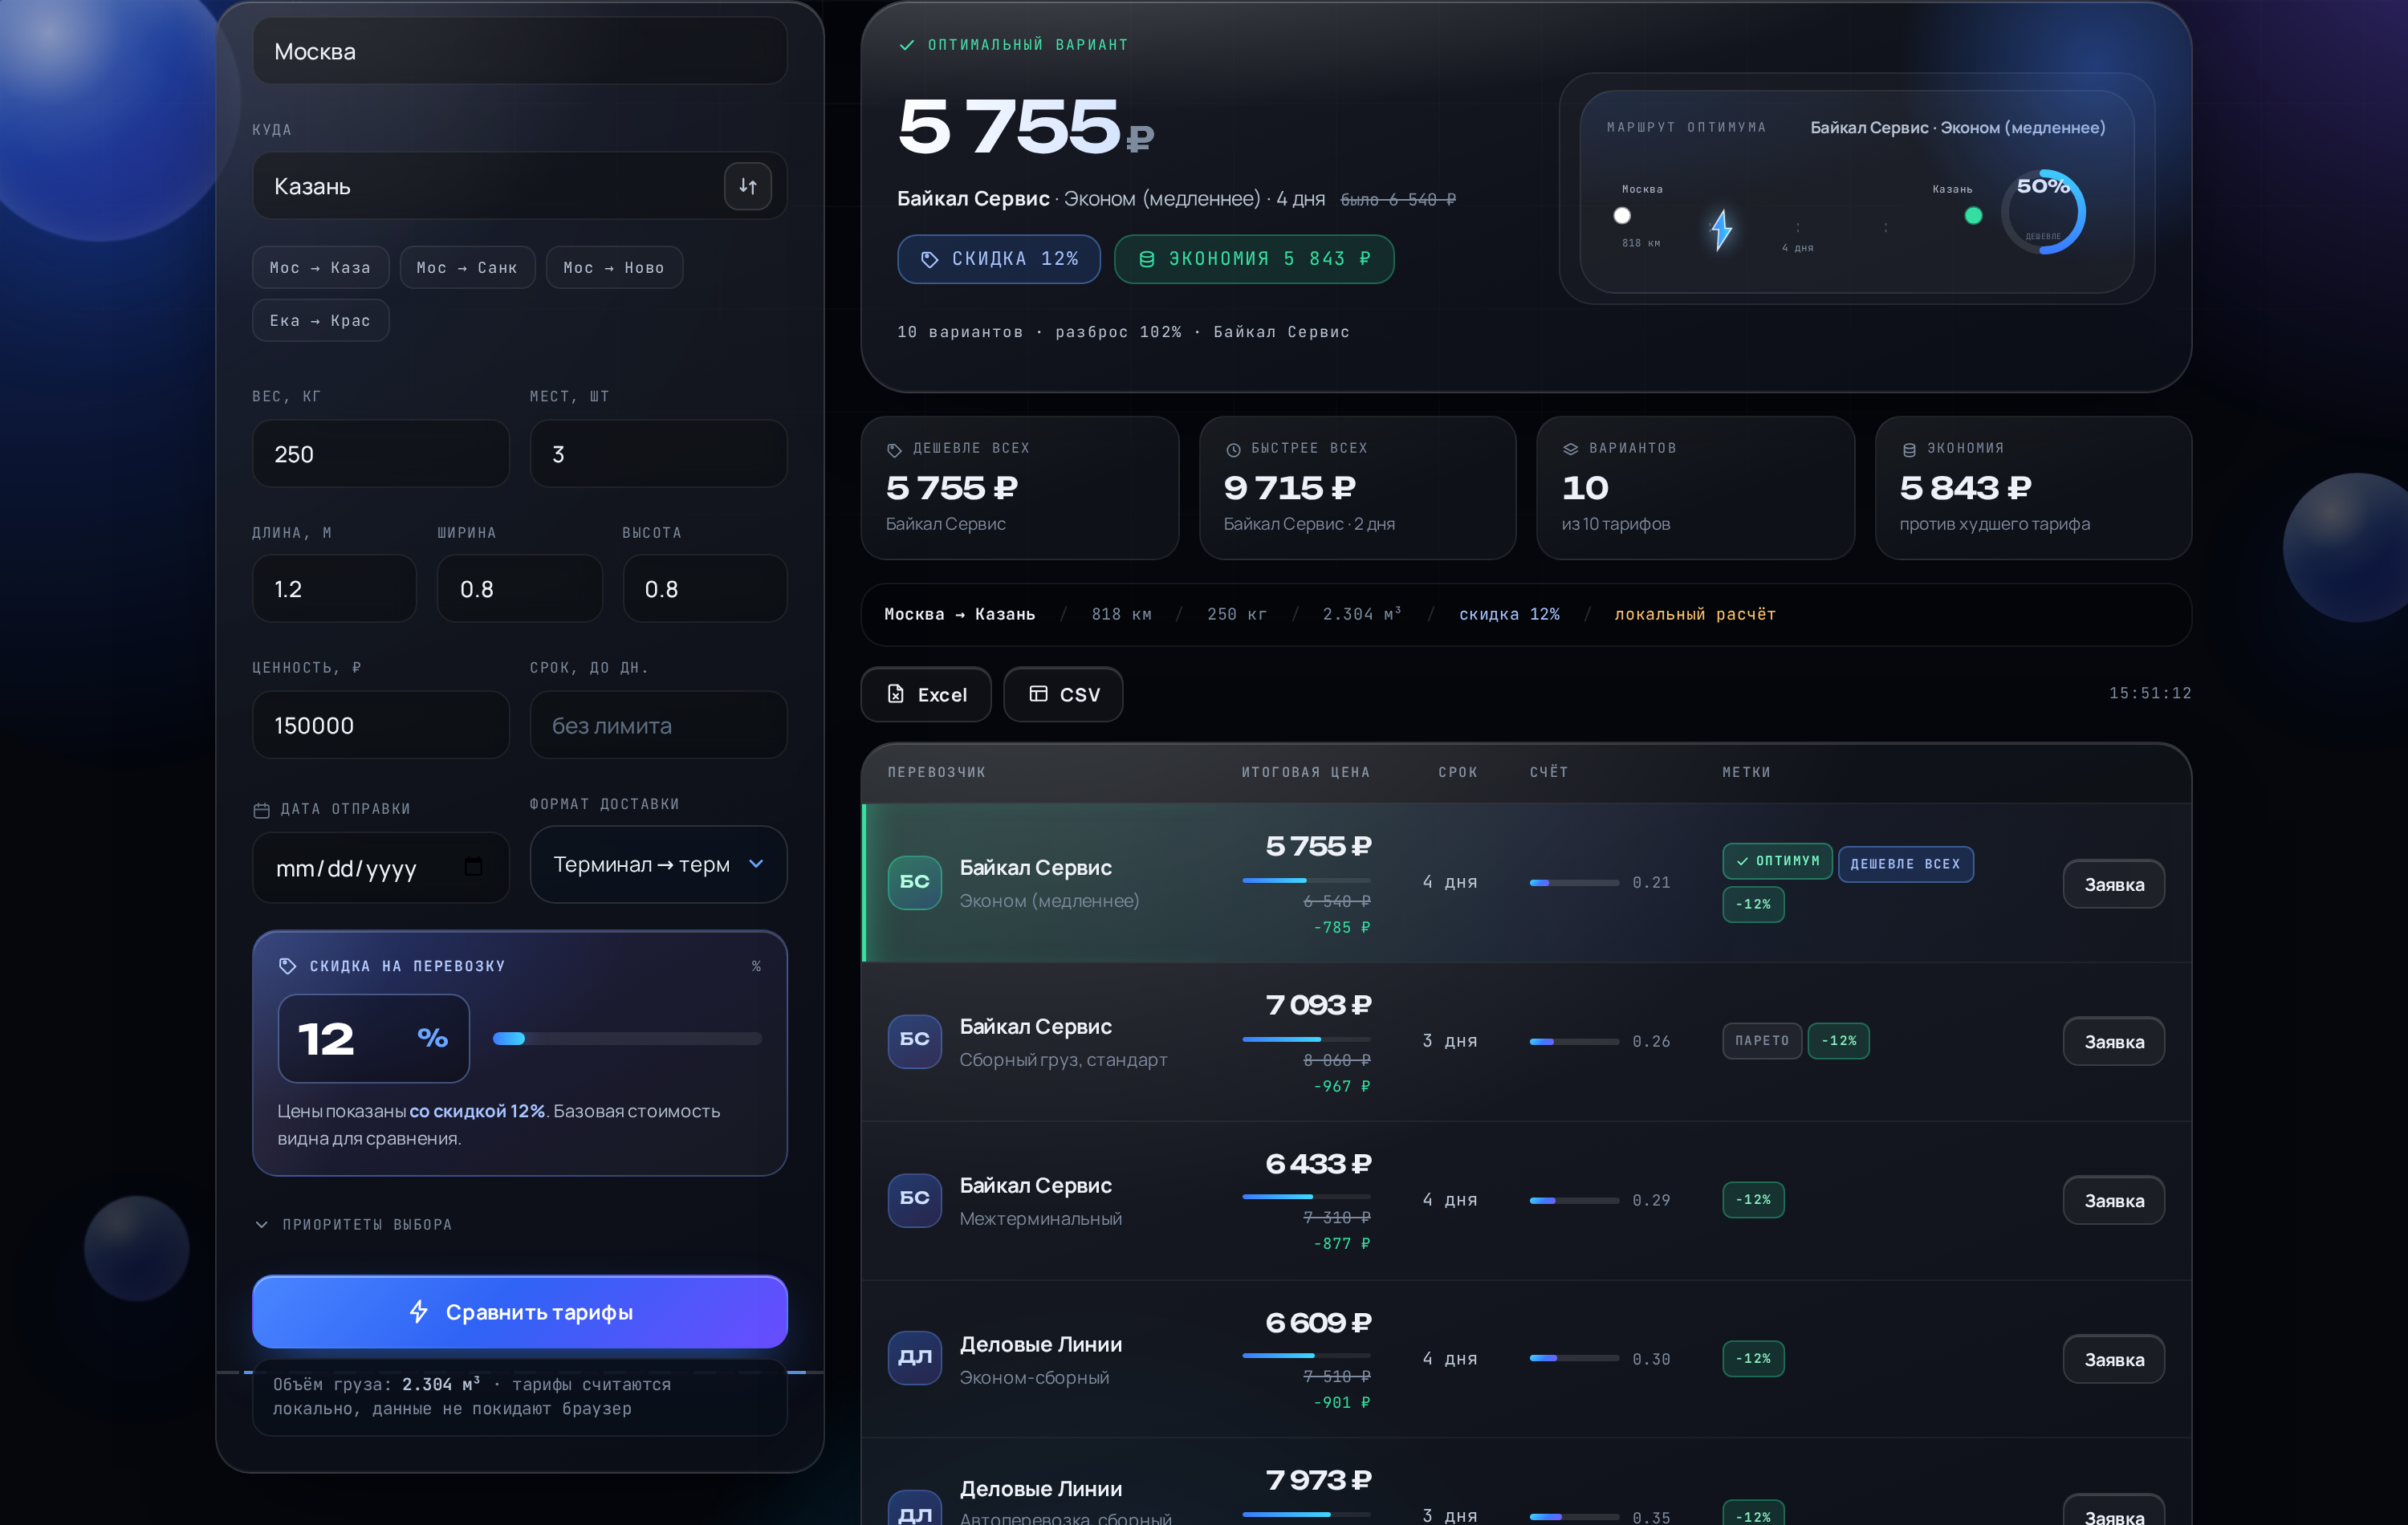 Москва
КУДА
Казань
Мос → Каза
Мос → Санк
Мос → Ново
Ека → Крас
ВЕС, КГ
МЕСТ, ШТ
250
3
ДЛИНА, М
ШИРИНА
ВЫСОТА
1.2
0.8
0.8
ЦЕННОСТЬ, ₽
СРОК, ДО ДН.
150000
без лимита
ДАТА ОТПРАВКИ
ФОРМАТ ДОСТАВКИ
mm/dd/yyyy
Терминал → терм
СКИДКА НА ПЕРЕВОЗКУ
%
12 %
Цены показаны со скидкой 12%. Базовая стоимость
видна для сравнения.
ПРИОРИТЕТЫ ВЫБОРА
Сравнить тарифы
Объём груза: 2.304 м³ · тарифы считаются
локально, данные не покидают браузер
ОПТИМАЛЬНЫЙ ВАРИАНТ
5 755 ₽
Байкал Сервис · Эконом (медленнее) · 4 дня было 6 540 ₽
СКИДКА 12%
ЭКОНОМИЯ 5 843 ₽
10 вариантов · разброс 102% · Байкал Сервис
МАРШРУТ ОПТИМУМА
Байкал Сервис · Эконом (медленнее)
Москва
Казань
818 км
4 дня
50%
ДЕШЕВЛЕ
ДЕШЕВЛЕ ВСЕХ
5 755 ₽
Байкал Сервис
БЫСТРЕЕ ВСЕХ
9 715 ₽
Байкал Сервис · 2 дня
ВАРИАНТОВ
10
из 10 тарифов
ЭКОНОМИЯ
5 843 ₽
против худшего тарифа
Москва → Казань / 818 км / 250 кг / 2.304 м³ / скидка 12% / локальный расчёт
Excel
CSV
15:51:12
ПЕРЕВОЗЧИК
ИТОГОВАЯ ЦЕНА
СРОК
СЧЁТ
МЕТКИ
БС
Байкал Сервис
Эконом (медленнее)
5 755 ₽
6 540 ₽
-785 ₽
4 дня
0.21
ОПТИМУМ
ДЕШЕВЛЕ ВСЕХ
-12%
Заявка
БС
Байкал Сервис
Сборный груз, стандарт
7 093 ₽
8 060 ₽
-967 ₽
3 дня
0.26
ПАРЕТО
-12%
Заявка
БС
Байкал Сервис
Межтерминальный
6 433 ₽
7 310 ₽
-877 ₽
4 дня
0.29
-12%
Заявка
ДЛ
Деловые Линии
Эконом-сборный
6 609 ₽
7 510 ₽
-901 ₽
4 дня
0.30
-12%
Заявка
ДЛ
Деловые Линии
Автоперевозка, сборный
7 973 ₽
3 дня
0.35
-12%
Заявка